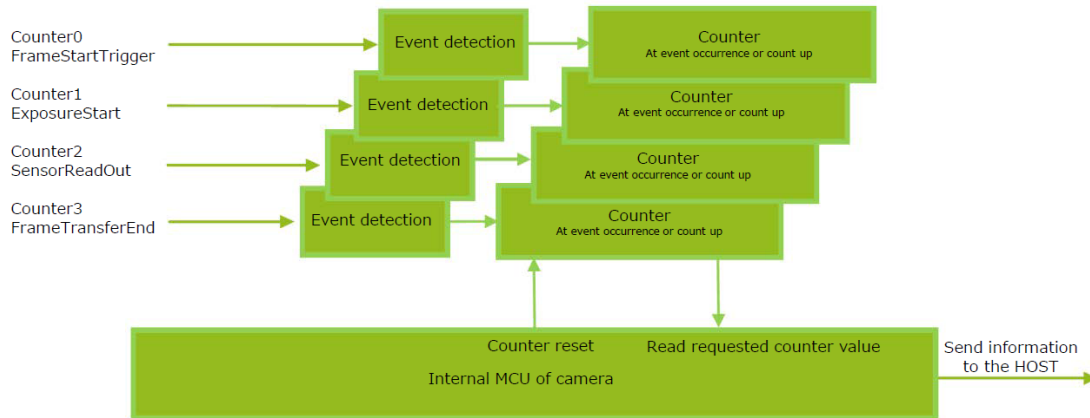 Counter0
FrameStartTrigger
Event detection
Counter
At event occurrence or count up
Counter1
ExposureStart
Event detection
Counter
At event occurrence or count up
Counter2
SensorReadOut
Event detection
Counter
At event occurrence or count up
Counter3
FrameTransferEnd
Event detection
Counter
At event occurrence or count up
Counter reset
Read requested counter value
Internal MCU of camera
Send information
to the HOST